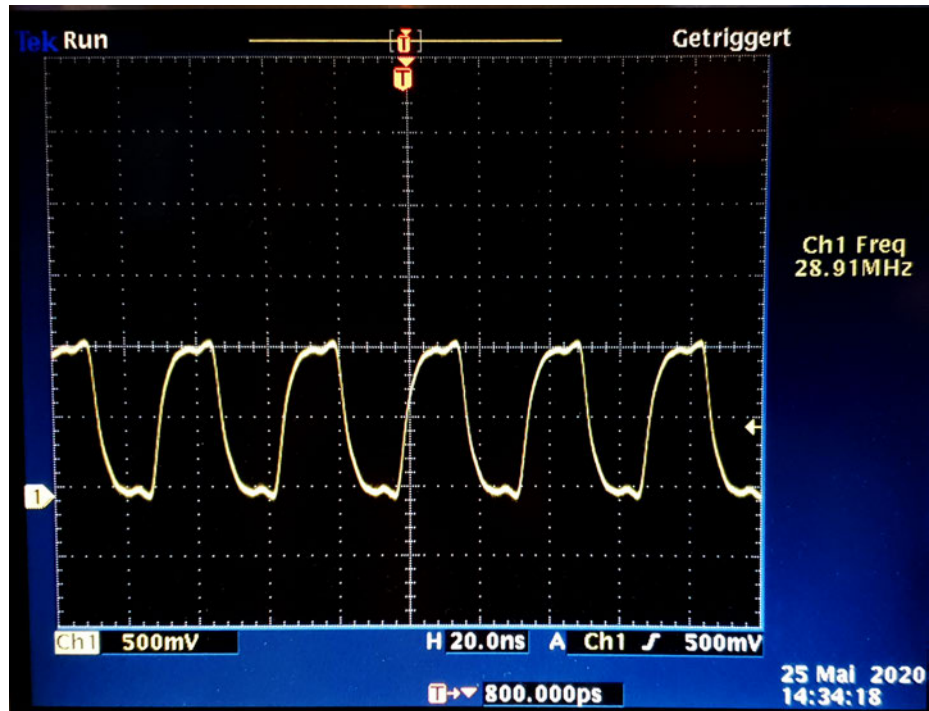 Tek Run
Getriggert
T
T
Ch1 Freq
28.91MHz
1
Ch1 500mV H 20.0ns A Ch1 500mV
T 800.000ps
25 Mai 2020
14:34:18